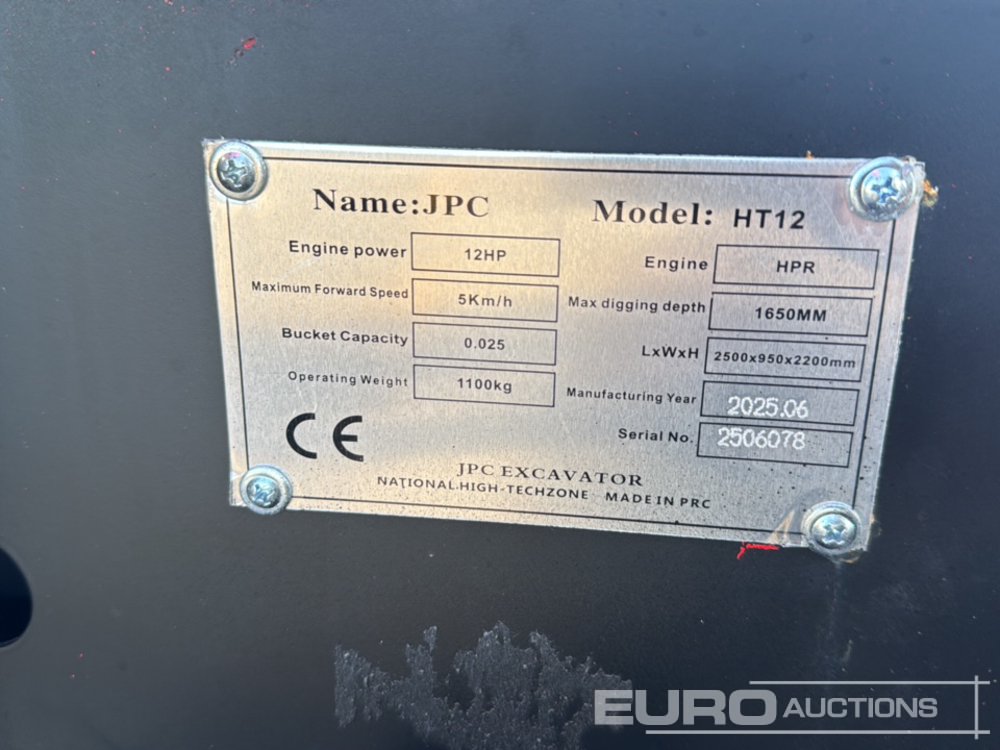 Name:JPC Model: HT12
Engine power 12HP Engine HPR
Maximum Forward Speed 5Km/h Max digging depth 1650MM
Bucket Capacity 0.025 LxWxH 2500x950x2200mm
Operating Weight 1100kg Manufacturing Year 2025.06
CE Serial No. 2506078
JPC EXCAVATOR
NATIONAL.HIGH-TECHZONE MADE IN PRC
EURO AUCTIONS